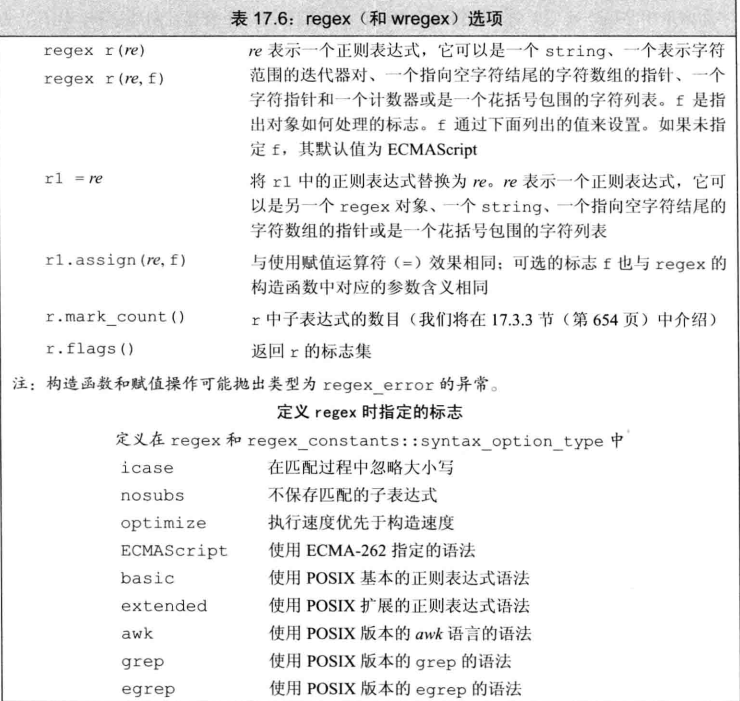 表 17.6：regex（和 wregex）选项
regex r(re)
regex r(re, f)
re 表示一个正则表达式，它可以是一个 string、一个表示字符
范围的迭代器对、一个指向空字符结尾的字符数组的指针、一个
字符指针和一个计数器或是一个花括号包围的字符列表。f 是指
出对象如何处理的标志。f 通过下面列出的值来设置。如果未指
定 f，其默认值为 ECMAScript
r1 = re
将 r1 中的正则表达式替换为 re。re 表示一个正则表达式，它可
以是另一个 regex 对象、一个 string、一个指向空字符结尾的
字符数组的指针或是一个花括号包围的字符列表
r1.assign(re, f)
与使用赋值运算符（=）效果相同；可选的标志 f 也与 regex 的
构造函数中对应的参数含义相同
r.mark_count()
r 中子表达式的数目（我们将在 17.3.3 节（第 654 页）中介绍）
r.flags()
返回 r 的标志集
注：构造函数和赋值操作可能抛出类型为 regex_error 的异常。
定义 regex 时指定的标志
定义在 regex 和 regex_constants::syntax_option_type 中
icase 在匹配过程中忽略大小写
nosubs 不保存匹配的子表达式
optimize 执行速度优先于构造速度
ECMAScript 使用 ECMA-262 指定的语法
basic 使用 POSIX 基本的正则表达式语法
extended 使用 POSIX 扩展的正则表达式语法
awk 使用 POSIX 版本的 awk 语言的语法
grep 使用 POSIX 版本的 grep 的语法
egrep 使用 POSIX 版本的 egrep 的语法